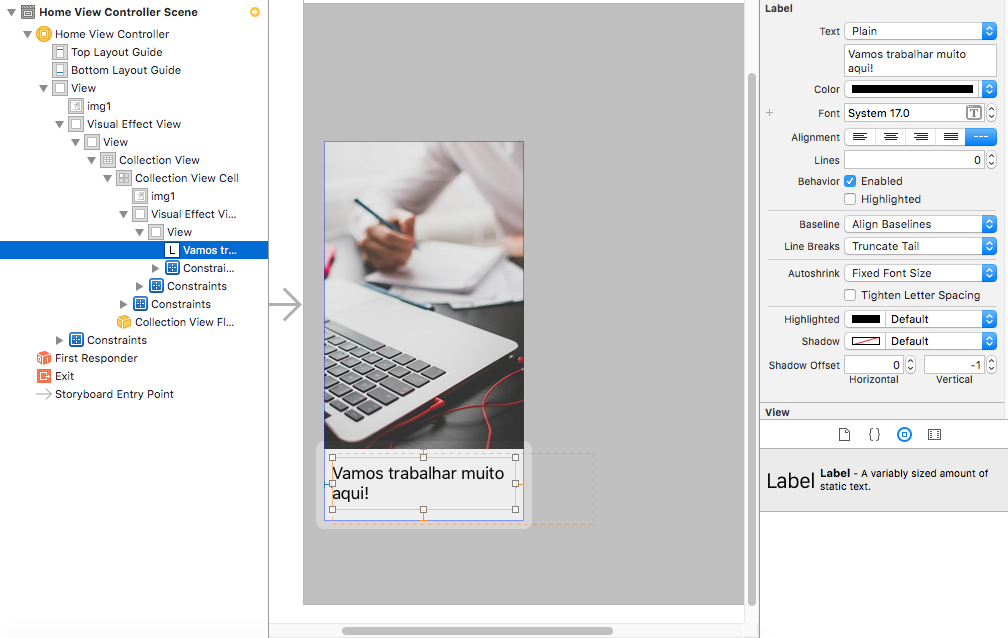 Home View Controller Scene
Home View Controller
Top Layout Guide
Bottom Layout Guide
View
img1
Visual Effect View
View
Collection View
Collection View Cell
img1
Visual Effect Vi...
View
L Vamos tr...
Constrai...
Constraints
Constraints
Collection View Fl...
Constraints
First Responder
Exit
Storyboard Entry Point
Vamos trabalhar muito
aqui!
Label
Text Plain
Vamos trabalhar muito
aqui!
Color
+ Font System 17.0 T
Alignment ---
Lines 0
Behavior Enabled
Highlighted
Baseline Align Baselines
Line Breaks Truncate Tail
Autoshrink Fixed Font Size
Tighten Letter Spacing
Highlighted Default
Shadow Default
Shadow Offset 0 -1
Horizontal Vertical
View
{ }
Label Label - A variably sized amount of
static text.